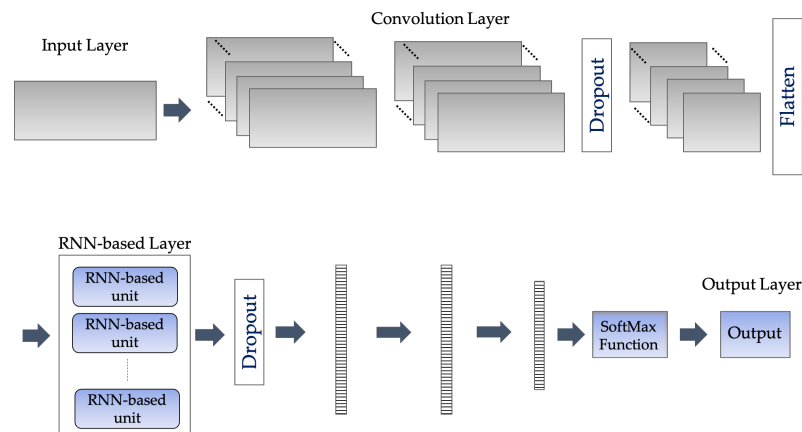 Convolution Layer
Input Layer
Dropout
Flatten
RNN-based Layer
RNN-based
unit
RNN-based
unit
RNN-based
unit
Dropout
SoftMax
Function
Output Layer
Output